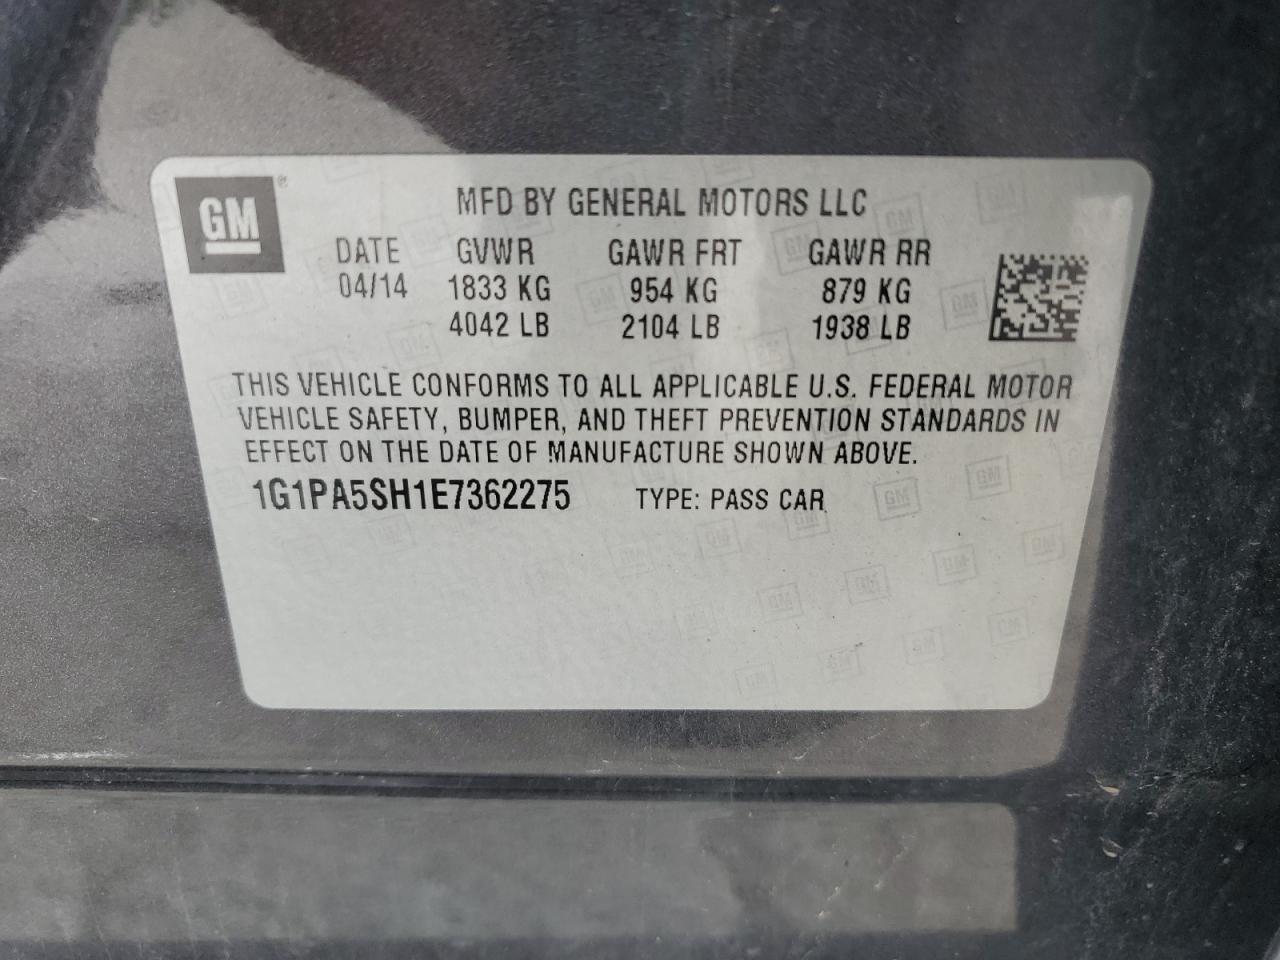 GM
MFD BY GENERAL MOTORS LLC
DATE GVWR GAWR FRT GAWR RR
04/14 1833 KG 954 KG 879 KG
4042 LB 2104 LB 1938 LB
THIS VEHICLE CONFORMS TO ALL APPLICABLE U.S. FEDERAL MOTOR
VEHICLE SAFETY, BUMPER, AND THEFT PREVENTION STANDARDS IN
EFFECT ON THE DATE OF MANUFACTURE SHOWN ABOVE.
1G1PA5SH1E7362275 TYPE: PASS CAR